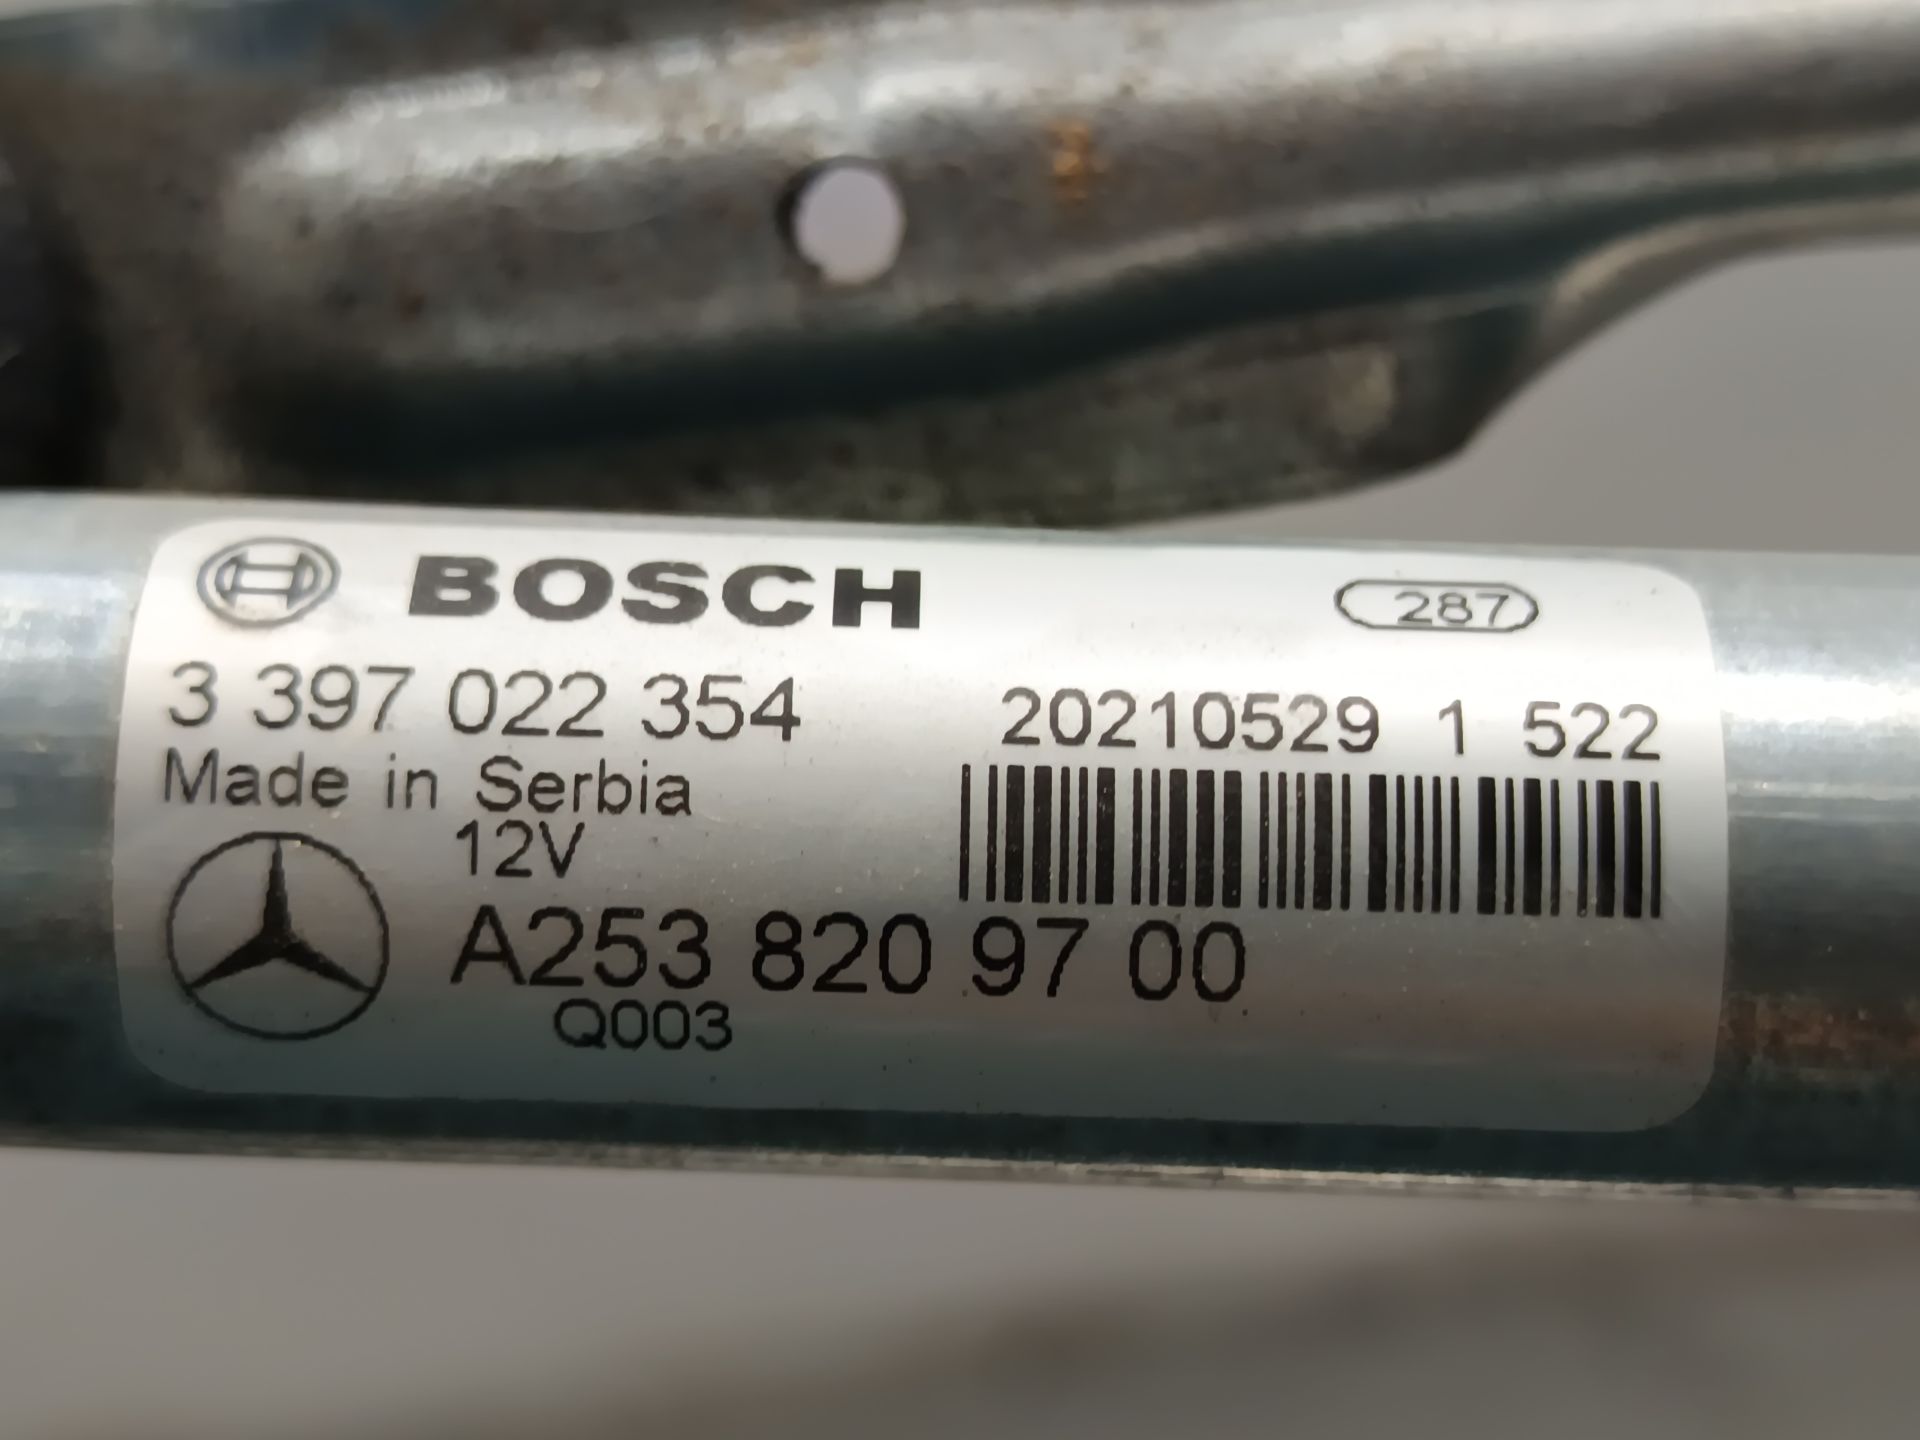 BOSCH
287
3 397 022 354
20210529 1 522
Made in Serbia
12V
A253 820 97 00
Q003